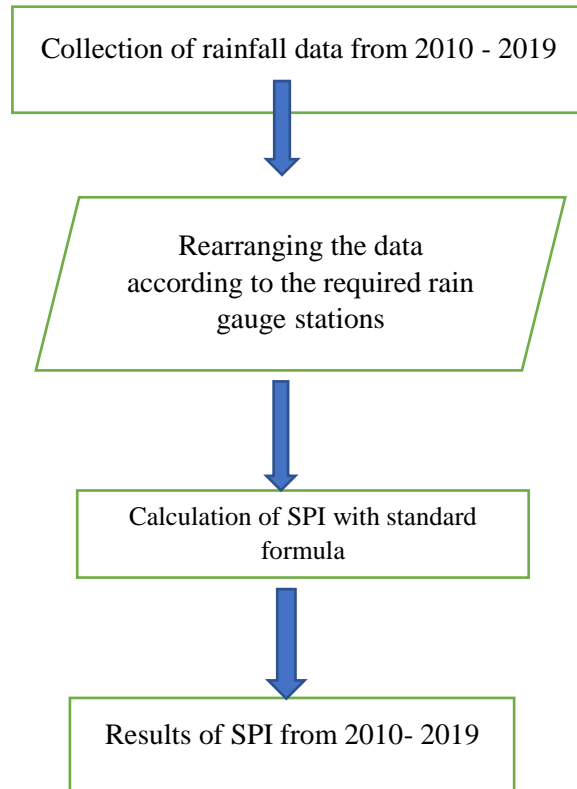 Collection of rainfall data from 2010 - 2019
Rearranging the data
according to the required rain
gauge stations
Calculation of SPI with standard
formula
Results of SPI from 2010- 2019